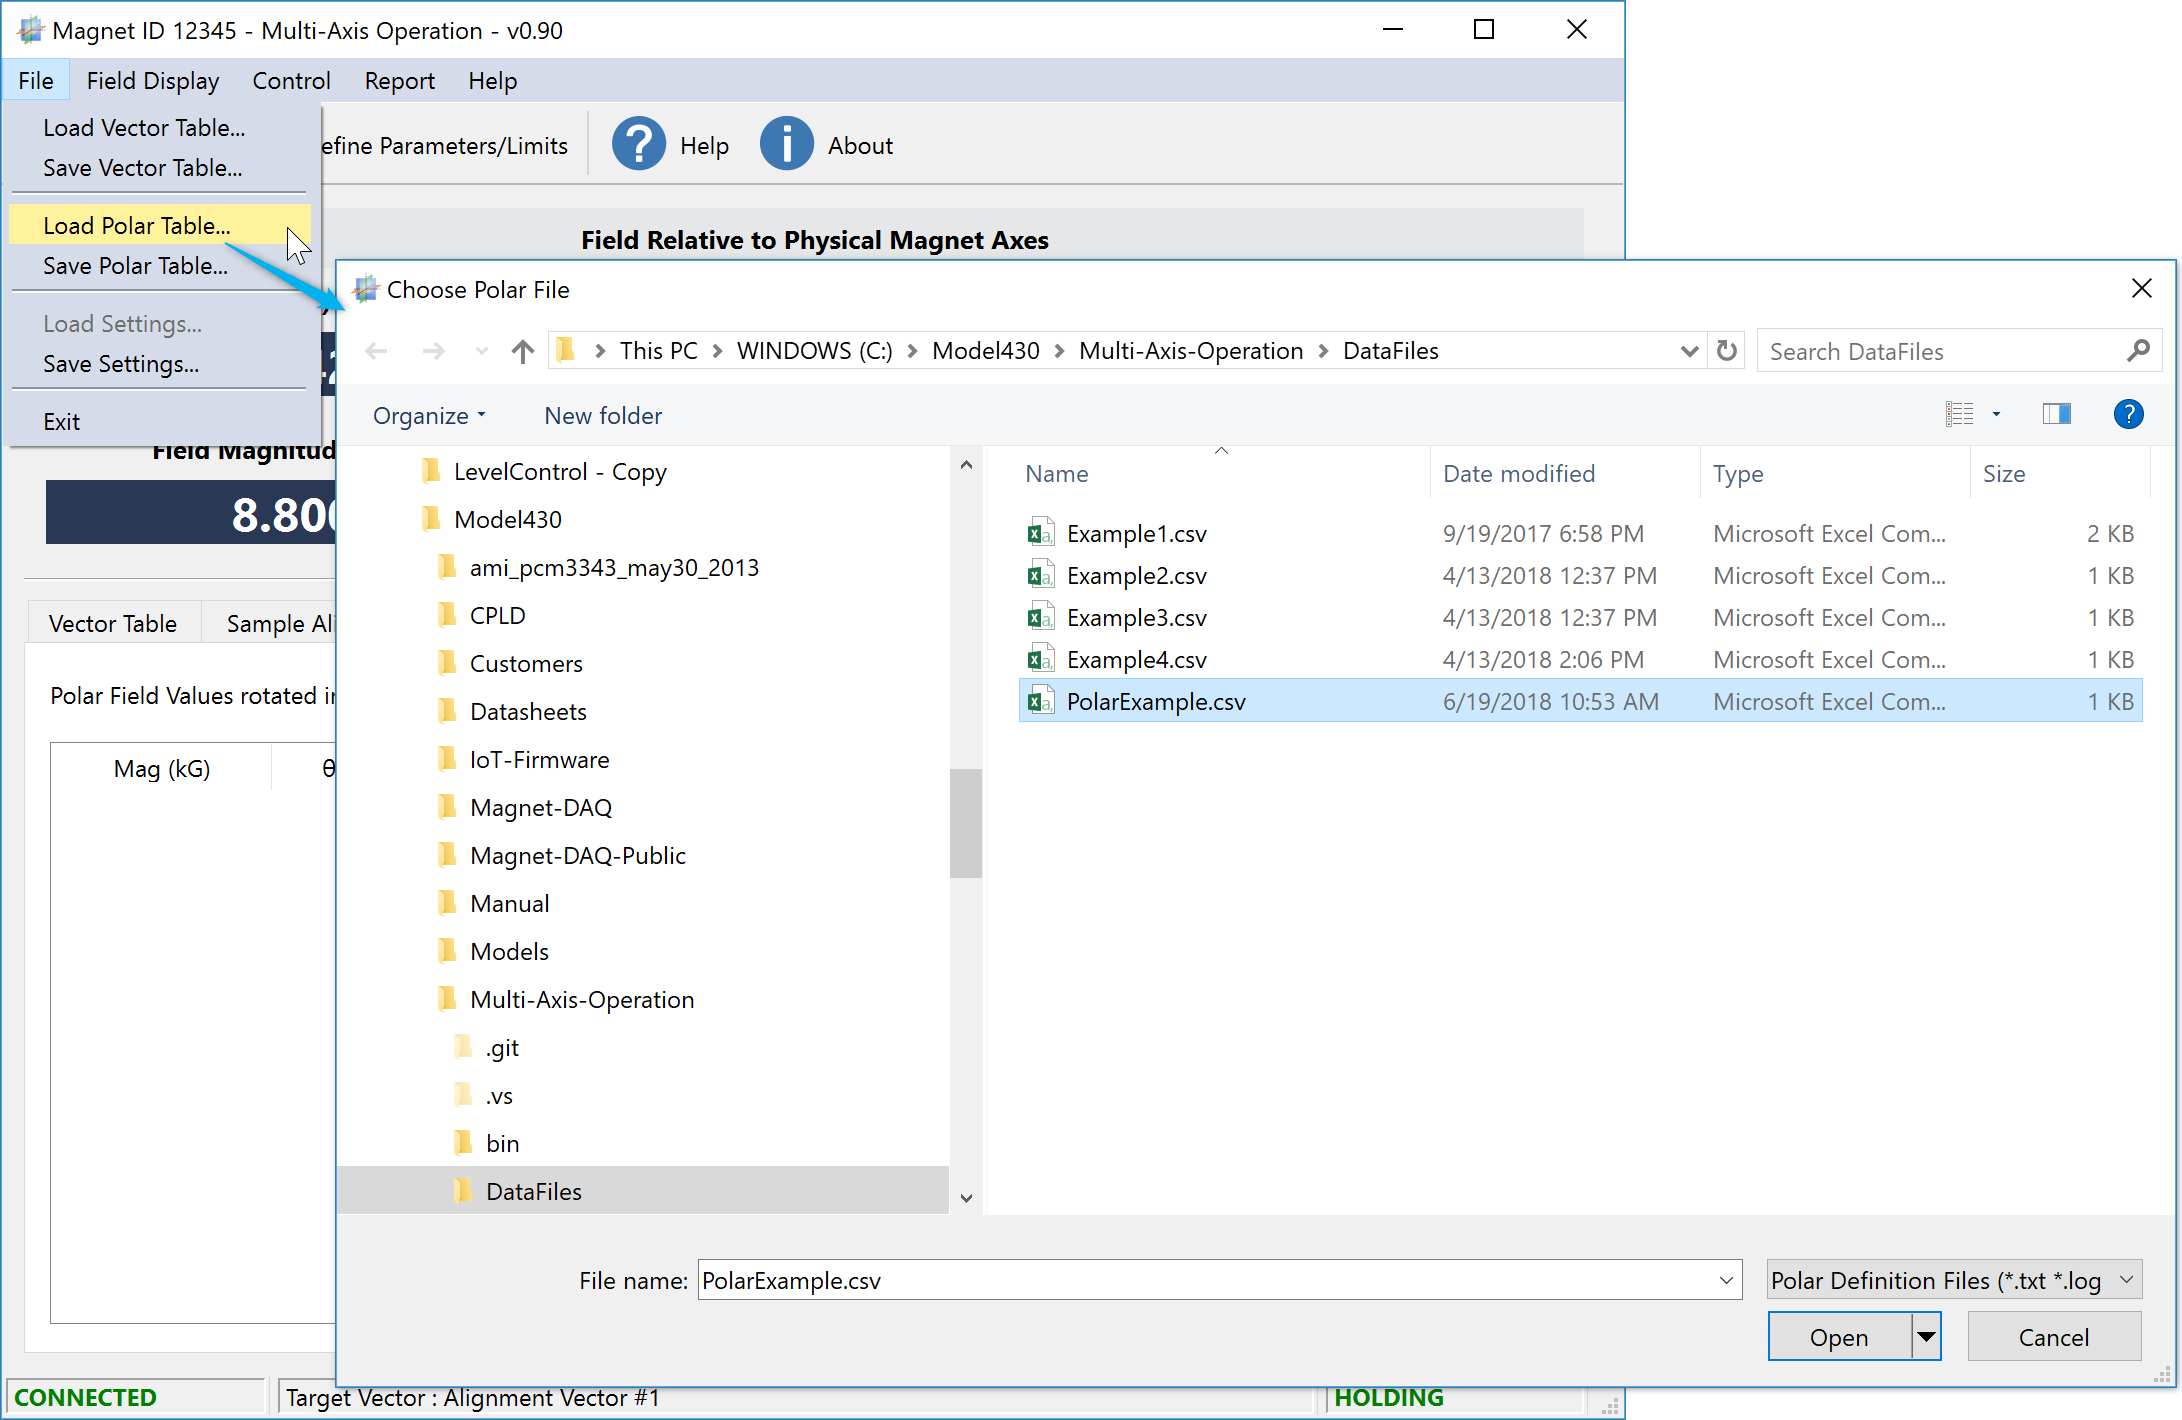 Magnet ID 12345 - Multi-Axis Operation - v0.90
File Field Display Control Report Help
Load Vector Table...
Save Vector Table...
Load Polar Table...
Save Polar Table...
Load Settings...
Save Settings...
Exit
efine Parameters/Limits ? Help i About
Field Relative to Physical Magnet Axes
Field Magnitud
8.800
Vector Table Sample Ali
Polar Field Values rotated in
Mag (kG) θ
CONNECTED Target Vector : Alignment Vector #1 HOLDING
Choose Polar File
This PC WINDOWS (C:) Model430 Multi-Axis-Operation DataFiles Search DataFiles
Organize New folder ?
LevelControl - Copy
Model430
ami_pcm3343_may30_2013
CPLD
Customers
Datasheets
IoT-Firmware
Magnet-DAQ
Magnet-DAQ-Public
Manual
Models
Multi-Axis-Operation
.git
.vs
bin
DataFiles
Name Date modified Type Size
Example1.csv 9/19/2017 6:58 PM Microsoft Excel Com... 2 KB
Example2.csv 4/13/2018 12:37 PM Microsoft Excel Com... 1 KB
Example3.csv 4/13/2018 12:37 PM Microsoft Excel Com... 1 KB
Example4.csv 4/13/2018 2:06 PM Microsoft Excel Com... 1 KB
PolarExample.csv 6/19/2018 10:53 AM Microsoft Excel Com... 1 KB
File name: PolarExample.csv Polar Definition Files (*.txt *.log
Open Cancel